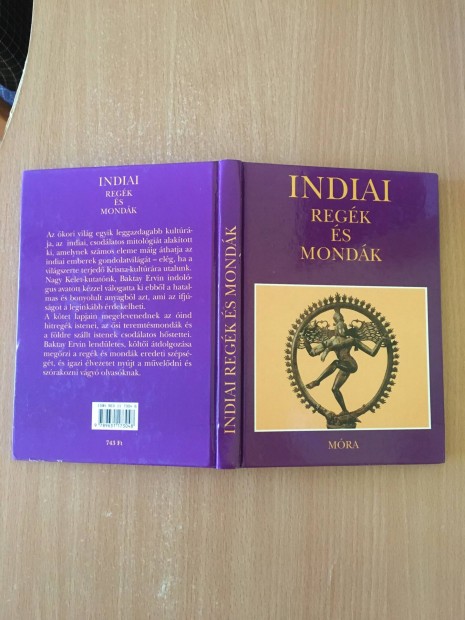 INDIAI
REGÉK
ÉS
MONDÁK
Az ókori világ egyik leggazdagabb kultúrá-
ja, az indiai, csodálatos mitológiát alakított
ki, amelynek számos eleme máig áthatja az
indiai emberek gondolatvilágát – elég, ha a
világszerte terjedő Krisna-kultúrára utalunk.
Nagy Kelet-kutatónk, Baktay Ervin indoló-
gus avatott kézzel válogatta ki ebből a hatal-
mas és bonyolult anyagból azt, ami az ifjú-
ságot a leginkább érdekelheti.
A kötet lapjain megelevenednek az óind
hitregék istenei, az ősi teremtésmondák és
a földre szállt istenek csodálatos hőstettei.
Baktay Ervin lendületes, költői átdolgozása
megőrzi a regék és mondák eredeti szépsé-
gét, és igazi élvezetet nyújt a művelődni és
szórakozni vágyó olvasóknak.
743 Ft
INDIAI REGÉK ÉS MONDÁK
INDIAI
REGÉK
ÉS
MONDÁK
MÓRA